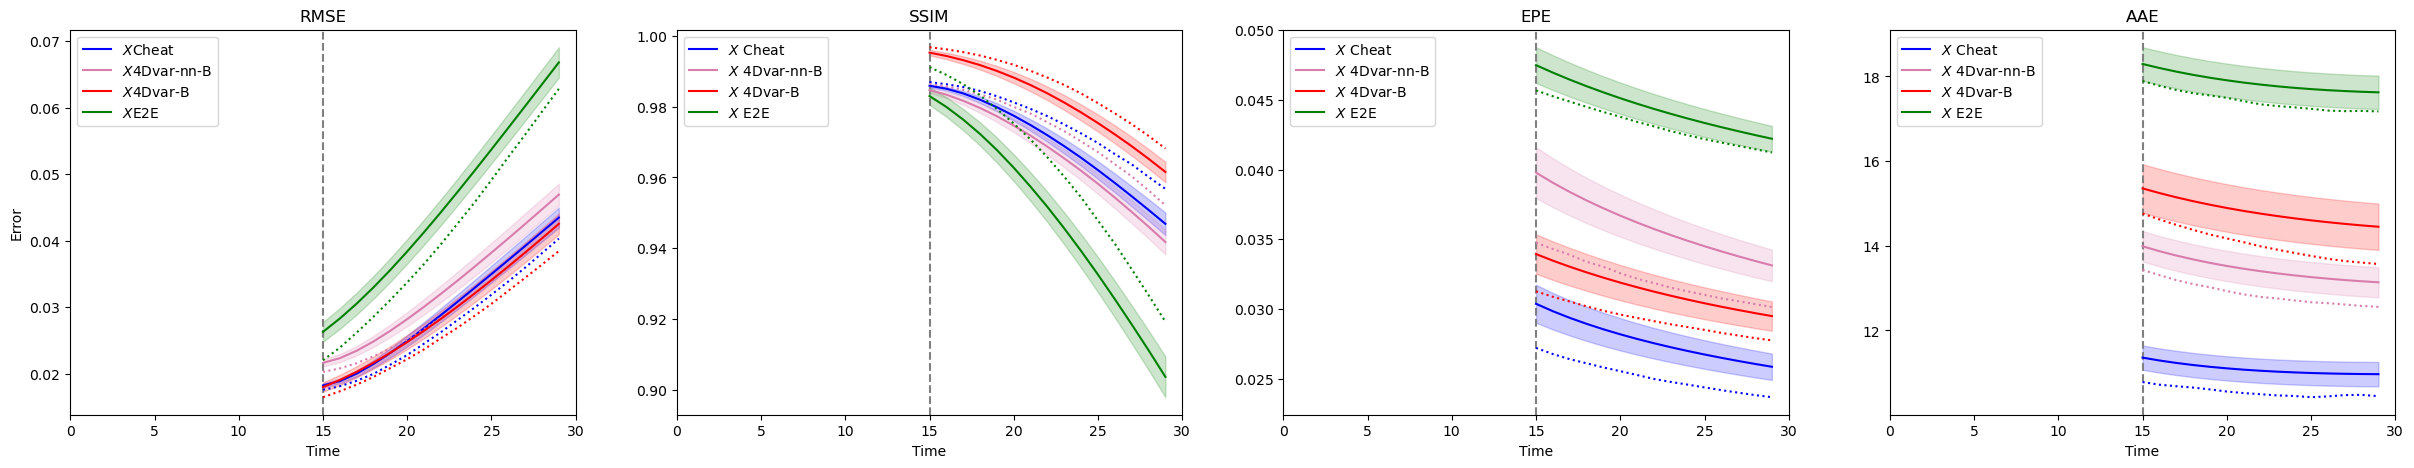 RMSE
Error
0.07
0.06
0.05
0.04
0.03
0.02
XCheat
X4Dvar-nn-B
X4Dvar-B
XE2E
0 5 10 15 20 25 30
Time
SSIM
1.00
0.98
0.96
0.94
0.92
0.90
X Cheat
X 4Dvar-nn-B
X 4Dvar-B
X E2E
0 5 10 15 20 25 30
Time
EPE
0.050
0.045
0.040
0.035
0.030
0.025
X Cheat
X 4Dvar-nn-B
X 4Dvar-B
X E2E
0 5 10 15 20 25 30
Time
AAE
18
16
14
12
X Cheat
X 4Dvar-nn-B
X 4Dvar-B
X E2E
0 5 10 15 20 25 30
Time